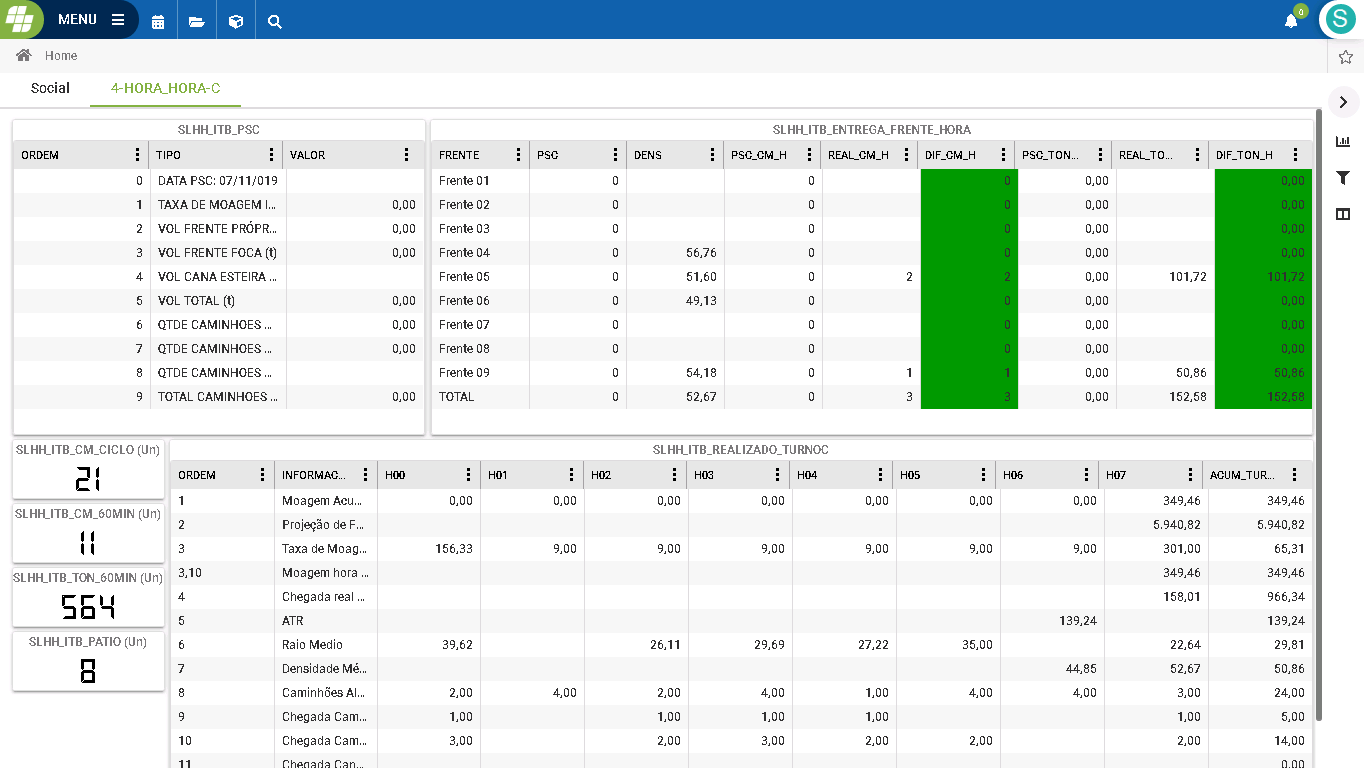 MENU
0
S
Home
Social 4-HORA_HORA-C
SLHH_ITB_PSC
ORDEM TIPO VALOR
0 DATA PSC: 07/11/019
1 TAXA DE MOAGEM I... 0,00
2 VOL FRENTE PRÓPR... 0,00
3 VOL FRENTE FOCA (t) 0,00
4 VOL CANA ESTEIRA ...
5 VOL TOTAL (t) 0,00
6 QTDE CAMINHOES ... 0,00
7 QTDE CAMINHOES ... 0,00
8 QTDE CAMINHOES ...
9 TOTAL CAMINHOES ... 0,00
SLHH_ITB_ENTREGA_FRENTE_HORA
FRENTE PSC DENS PSC_CM_H REAL_CM_H DIF_CM_H PSC_TON... REAL_TO... DIF_TON_H
Frente 01 0 0 0 0,00 0,00
Frente 02 0 0 0 0,00 0,00
Frente 03 0 0 0 0,00 0,00
Frente 04 0 56,76 0 0 0,00 0,00
Frente 05 0 51,60 0 2 2 0,00 101,72 101,72
Frente 06 0 49,13 0 0 0,00 0,00
Frente 07 0 0 0 0,00 0,00
Frente 08 0 0 0 0,00 0,00
Frente 09 0 54,18 0 1 1 0,00 50,86 50,86
TOTAL 0 52,67 0 3 3 0,00 152,58 152,58
SLHH_ITB_CM_CICLO (Un)
21
SLHH_ITB_CM_60MIN (Un)
11
SLHH_ITB_TON_60MIN (Un)
564
SLHH_ITB_PATIO (Un)
8
SLHH_ITB_REALIZADO_TURNOC
ORDEM INFORMAC... H00 H01 H02 H03 H04 H05 H06 H07 ACUM_TUR...
1 Moagem Acu... 0,00 0,00 0,00 0,00 0,00 0,00 0,00 349,46 349,46
2 Projeção de F... 5.940,82 5.940,82
3 Taxa de Moag... 156,33 9,00 9,00 9,00 9,00 9,00 9,00 301,00 65,31
3,10 Moagem hora ... 349,46 349,46
4 Chegada real ... 158,01 966,34
5 ATR 139,24 139,24
6 Raio Medio 39,62 26,11 29,69 27,22 35,00 22,64 29,81
7 Densidade Mé... 44,85 52,67 50,86
8 Caminhões Al... 2,00 4,00 2,00 4,00 1,00 4,00 4,00 3,00 24,00
9 Chegada Cam... 1,00 1,00 1,00 1,00 1,00 5,00
10 Chegada Cam... 3,00 2,00 3,00 2,00 2,00 2,00 14,00
11 Chegada Can... 0,00